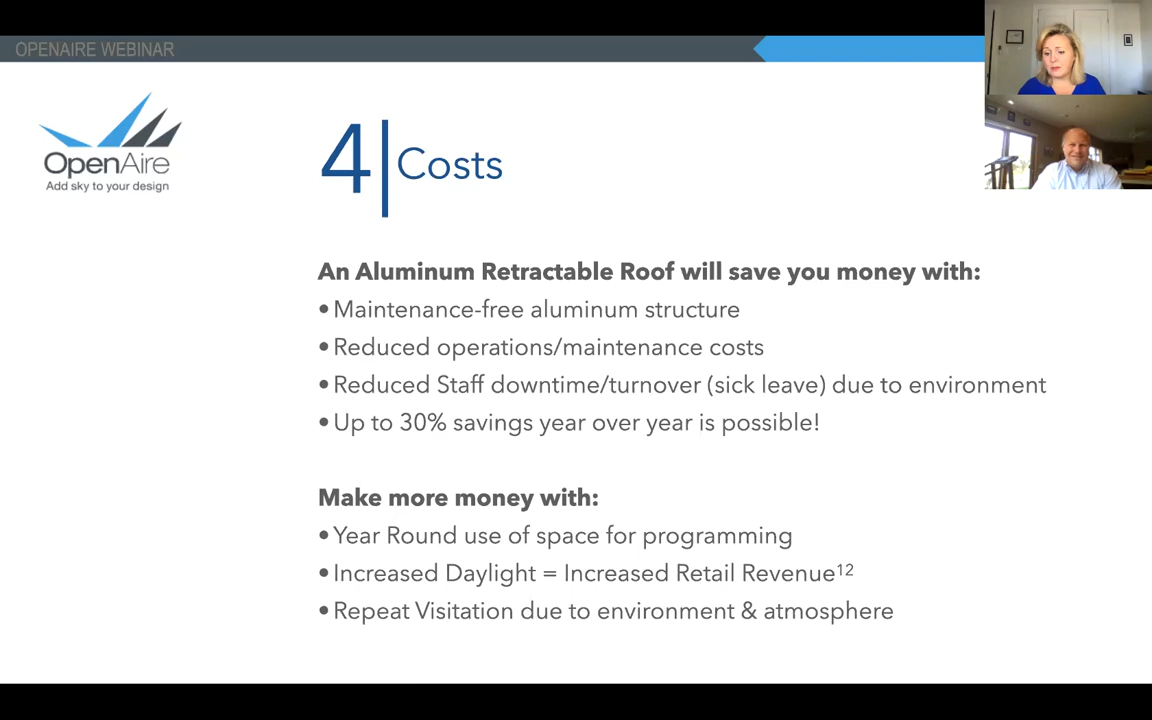 OPENAIRE WEBINAR
OpenAire
Add sky to your design
4|Costs
An Aluminum Retractable Roof will save you money with:
• Maintenance-free aluminum structure
• Reduced operations/maintenance costs
• Reduced Staff downtime/turnover (sick leave) due to environment
• Up to 30% savings year over year is possible!
Make more money with:
• Year Round use of space for programming
• Increased Daylight = Increased Retail Revenue¹²
• Repeat Visitation due to environment & atmosphere